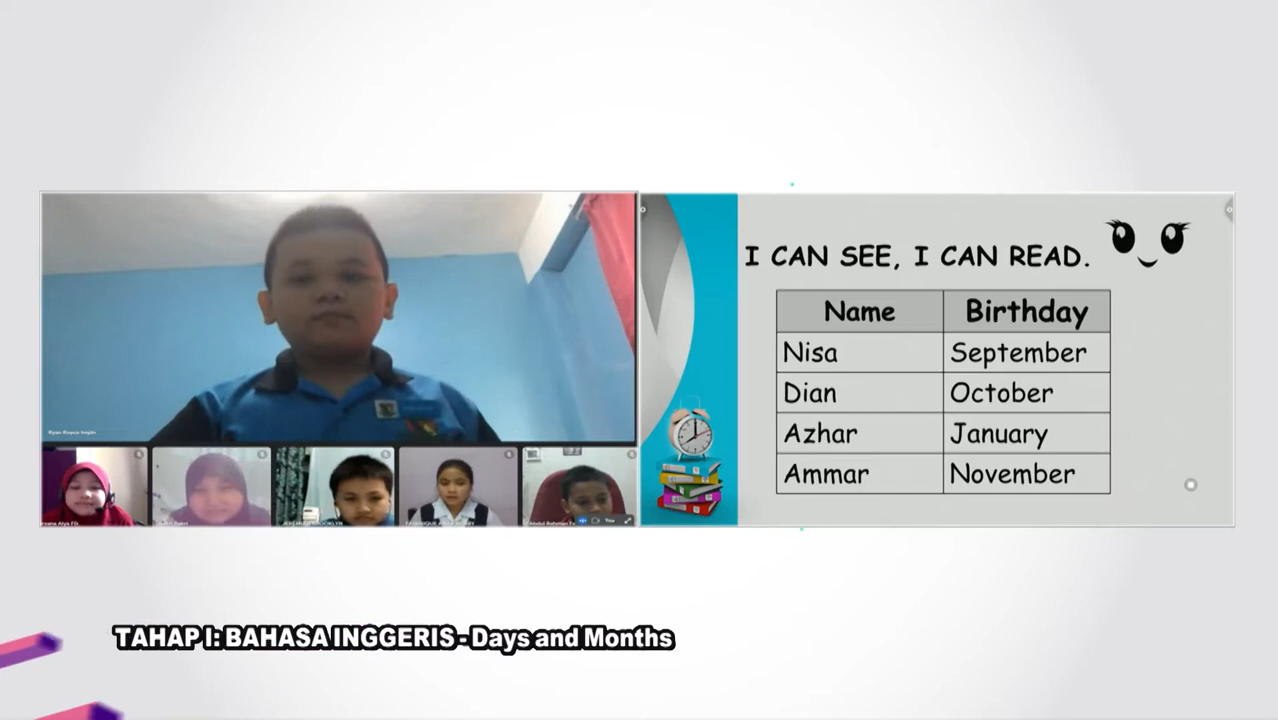 I CAN SEE, I CAN READ.
Name Birthday
Nisa September
Dian October
Azhar January
Ammar November
You
TAHAP I: BAHASA INGGERIS - Days and Months